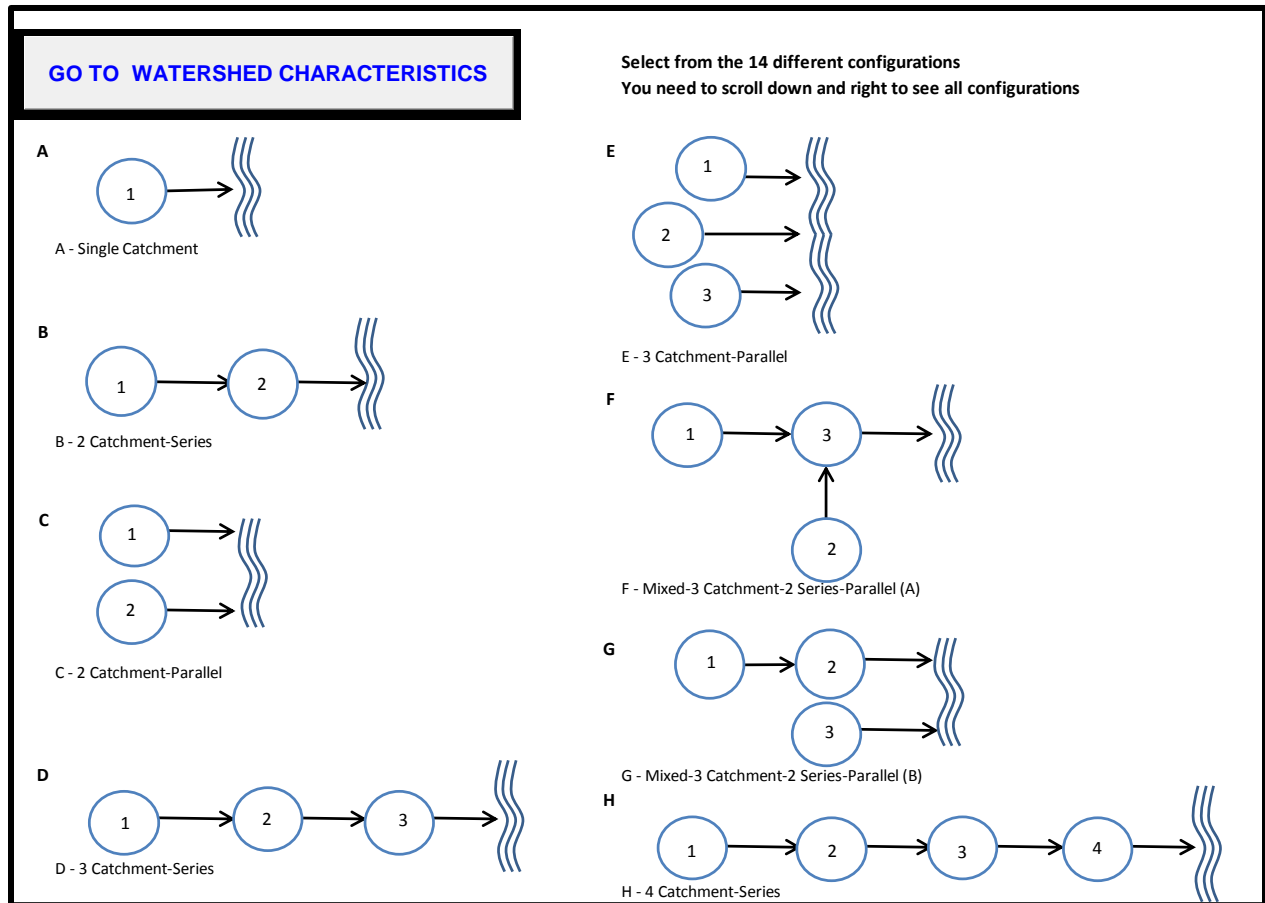 GO TO  WATERSHED CHARACTERISTICS
Select from the 14 different configurations
You need to scroll down and right to see all configurations
A
1
A - Single Catchment
B
1
2
B - 2 Catchment-Series
C
1
2
C - 2 Catchment-Parallel
D
1
2
3
D - 3 Catchment-Series
E
1
2
3
E - 3 Catchment-Parallel
F
1
3
2
F - Mixed-3 Catchment-2 Series-Parallel (A)
G
1
2
3
G - Mixed-3 Catchment-2 Series-Parallel (B)
H
1
2
3
4
H - 4 Catchment-Series